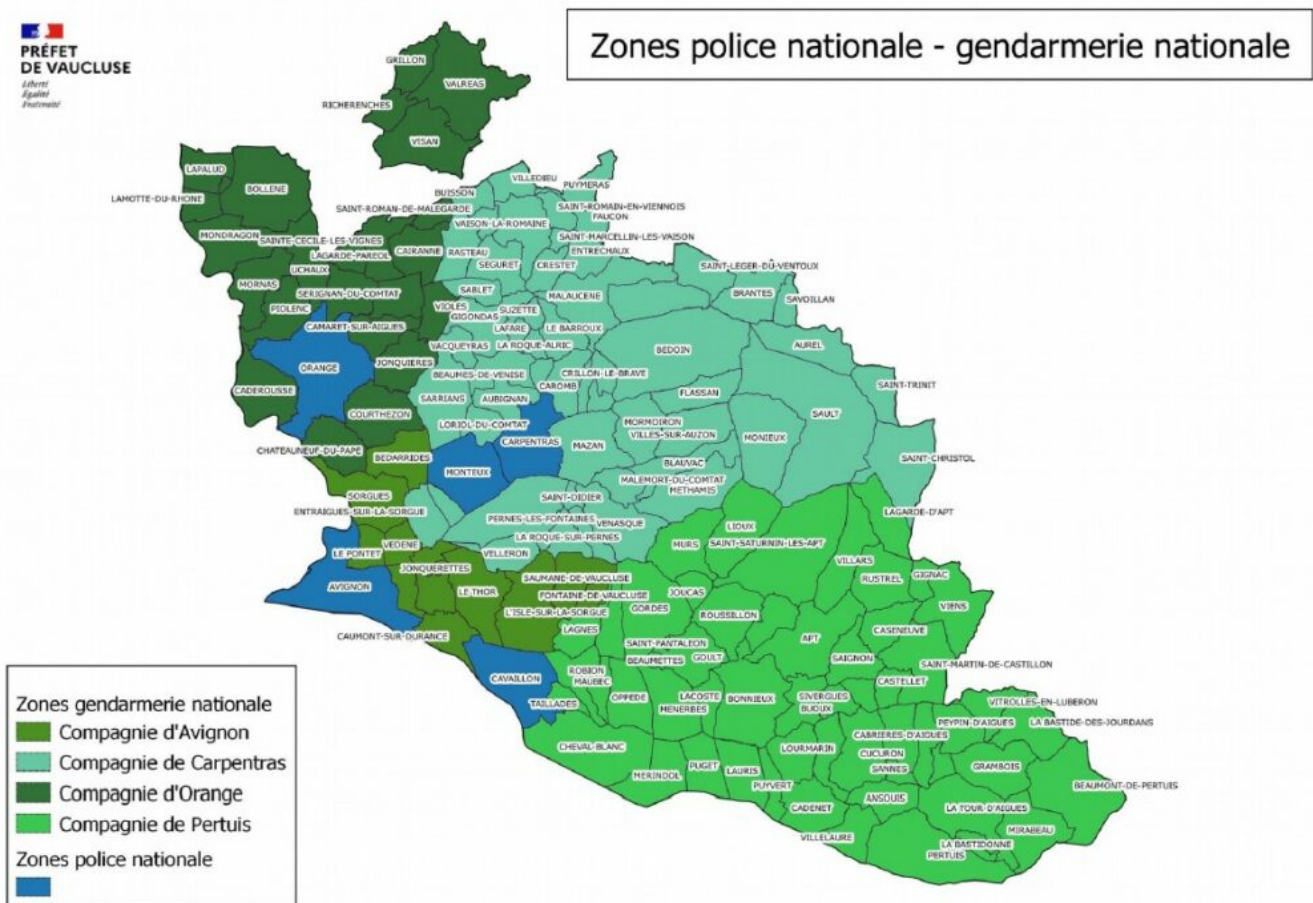 PRÉFET
DE VAUCLUSE
Liberté
Égalité
Fraternité
Zones police nationale - gendarmerie nationale
GRILLON
VALREAS
RICHERENCHES
VISAN
LAPALUD
BOLLENE
LAMOTTE-DU-RHONE
VILLEDIEU
PUYMERAS
BUISSON
SAINT-ROMAN-DE-MALEGARDE
SAINT-ROMAIN-EN-VIENNOIS
FAUCON
VAISON-LA-ROMAINE
MONDRAGON
SAINTE-CECILE-LES-VIGNES
SAINT-MARCELLIN-LES-VAISON
LAGARDE-PAREOL
CAIRANNE
RASTEAU
ENTRECHAUX
UCHAUX
SEGURET
CRESTET
SAINT-LEGER-DU-VENTOUX
MORNAS
SERIGNAN-DU-COMTAT
SABLET
MALAUCENE
BRANTES
SAVOILLAN
PIOLENC
VIOLES
GIGONDAS
SUZETTE
CAMARET-SUR-AIGUES
LAFARE
LE BARROUX
VACQUEYRAS
LA ROQUE-ALRIC
BEDOIN
AUREL
ORANGE
JONQUIERES
BEAUMES-DE-VENISE
CRILLON-LE-BRAVE
CADEROUSSE
CAROMB
FLASSAN
SAINT-TRINIT
SARRIANS
AUBIGNAN
COURTHEZON
SAULT
LORIOL-DU-COMTAT
MORMOIRON
CHATEAUNEUF-DU-PAPE
BEDARRIDES
CARPENTRAS
MAZAN
VILLES-SUR-AUZON
MONIEUX
MONTEUX
BLAUVAC
SAINT-CHRISTOL
MALEMORT-DU-COMTAT
METHAMIS
SORGUES
SAINT-DIDIER
ENTRAIGUES-SUR-LA-SORGUE
PERNES-LES-FONTAINES
VENASQUE
LIOUX
LAGARDE-D'APT
LA ROQUE-SUR-PERNES
MURS
SAINT-SATURNIN-LES-APT
VEDENE
LE PONTET
VELLERON
VILLARS
JONQUERETTES
SAUMANE-DE-VAUCLUSE
RUSTREL
GIGNAC
AVIGNON
LE THOR
FONTAINE-DE-VAUCLUSE
JOUCAS
L'ISLE-SUR-LA-SORGUE
GORDES
ROUSSILLON
VIENS
CAUMONT-SUR-DURANCE
LAGNES
APT
CASENEUVE
SAINT-PANTALEON
BEAUMETTES
GOULT
SAIGNON
SAINT-MARTIN-DE-CASTILLON
CAVAILLON
ROBION
MAUBEC
CASTELLET
TAILLADES
OPPEDE
LACOSTE
MENERBES
BONNIEUX
SIVERGUES
BUOUX
VITROLLES-EN-LUBERON
PEYPIN-D'AIGUES
LA BASTIDE-DES-JOURDANS
CHEVAL-BLANC
LOURMARIN
CABRIERES-D'AIGUES
CUCURON
SANNES
GRAMBOIS
MERINDOL
PUGET
LAURIS
PUYVERT
BEAUMONT-DE-PERTUIS
CADENET
ANSOUIS
LA TOUR-D'AIGUES
VILLELAURE
MIRABEAU
LA BASTIDONNE
PERTUIS
Zones gendarmerie nationale
Compagnie d'Avignon
Compagnie de Carpentras
Compagnie d'Orange
Compagnie de Pertuis
Zones police nationale